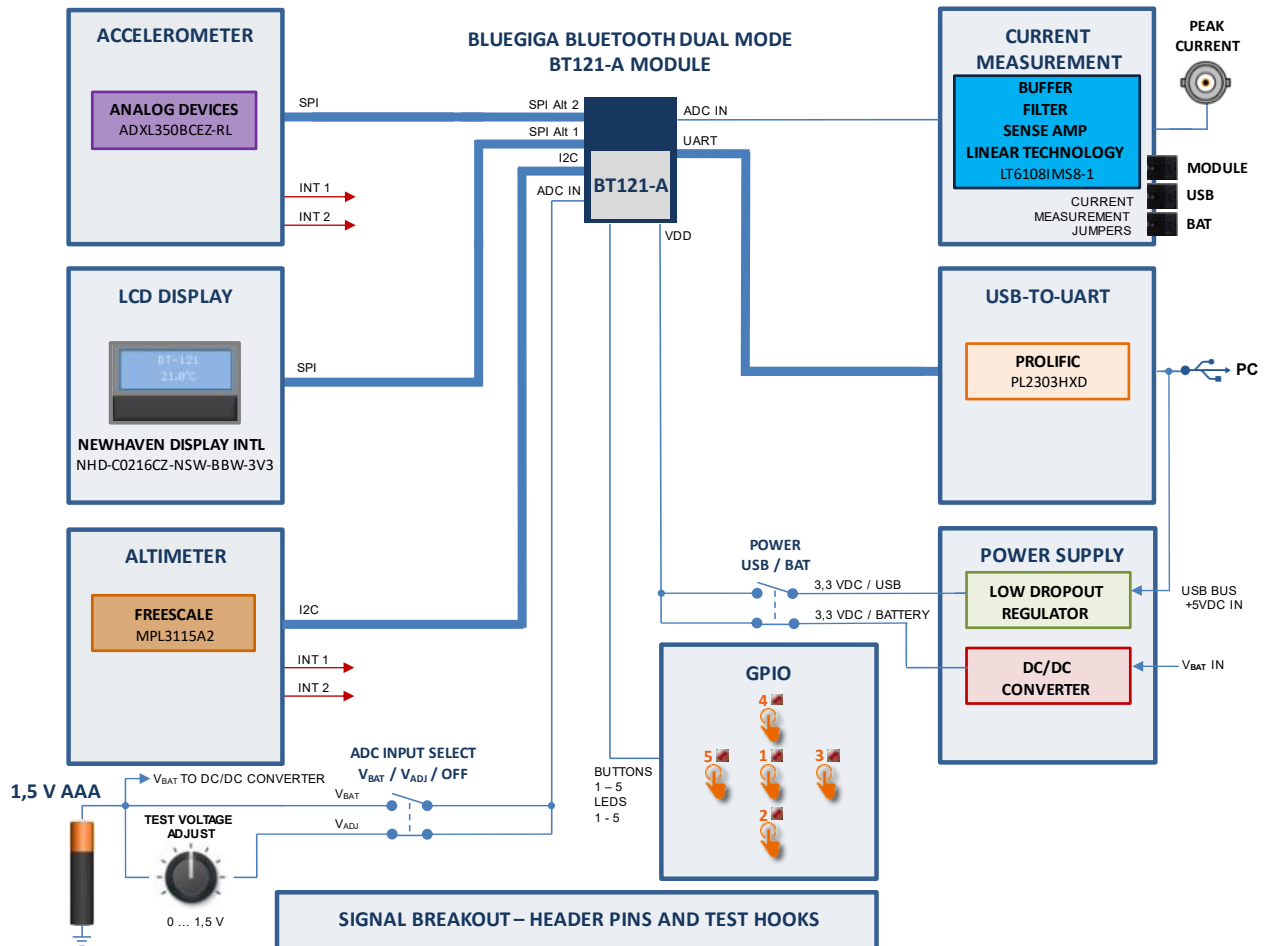 BLUEGIGA BLUETOOTH DUAL MODE
BT121-A MODULE
ACCELEROMETER
ANALOG DEVICES
ADXL350BCEZ-RL
SPI
INT 1
INT 2
SPI Alt 2
SPI Alt 1
I2C
ADC IN
BT121-A
ADC IN
UART
VDD
CURRENT
MEASUREMENT
BUFFER
FILTER
SENSE AMP
LINEAR TECHNOLOGY
LT6108IMS8-1
CURRENT
MEASUREMENT
JUMPERS
PEAK
CURRENT
MODULE
USB
BAT
LCD DISPLAY
BT-121
21.0°C
SPI
NEWHAVEN DISPLAY INTL
NHD-C0216CZ-NSW-BBW-3V3
USB-TO-UART
PROLIFIC
PL2303HXD
PC
ALTIMETER
FREESCALE
MPL3115A2
I2C
INT 1
INT 2
POWER
USB / BAT
3,3 VDC / USB
3,3 VDC / BATTERY
POWER SUPPLY
LOW DROPOUT
REGULATOR
DC/DC
CONVERTER
USB BUS
+5VDC IN
VBAT IN
GPIO
4
5
1
3
2
BUTTONS
1 – 5
LEDS
1 - 5
ADC INPUT SELECT
VBAT / VADJ / OFF
VBAT
VADJ
VBAT TO DC/DC CONVERTER
1,5 V AAA
TEST VOLTAGE
ADJUST
0 ... 1,5 V
SIGNAL BREAKOUT – HEADER PINS AND TEST HOOKS